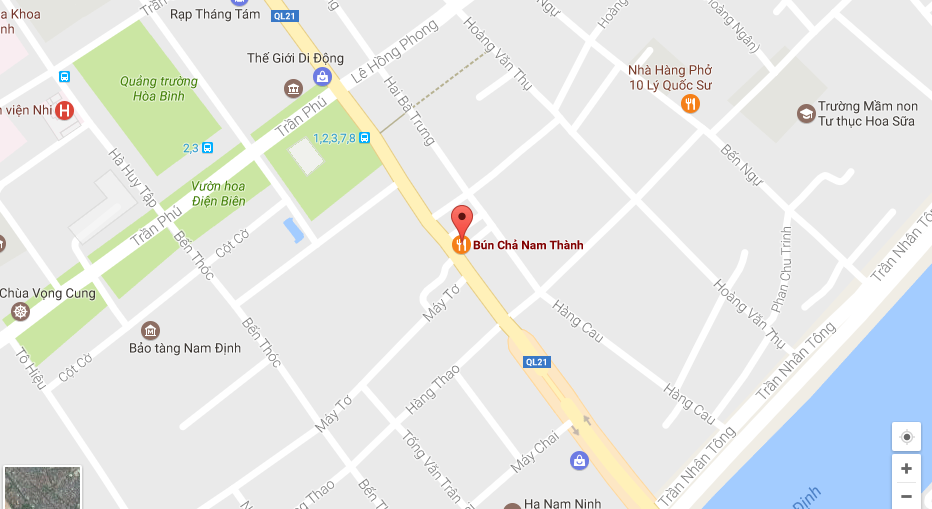 a Khoa
Rạp Tháng Tám
QL21
Thế Giới Di Động
Lê Hồng Phong
Hoàng Văn Thụ
Hoàng Ngân)
Quảng trường
Hòa Bình
Nhà Hàng Phở
10 Lý Quốc Sư
n viện Nhi
H
Trần Phú
Hai Bà Trưng
1,2,3,7,8
Trường Mầm non
Tư thục Hoa Sữa
2,3
Hà Huy Tập
Vườn hoa
Điện Biên
Bến Ngự
Trần Phú
Cột Cờ
Bến Thóc
Bún Chả Nam Thành
Phan Chu Trinh
Trần Nhân Tông
Chùa Vọng Cung
Máy Tơ
Hàng Cau
Hoàng Văn Thụ
Bảo tàng Nam Định
Bến Thóc
Tô Hiệu
Cột Cờ
QL21
Trần Nhân Tông
Hàng Thao
Hàng Cau
Máy Tơ
Tống Văn Trân
Máy Chai
Trần Nhân Tông
Thao
Bến Th
Hạ Nam Ninh
Định
+
−